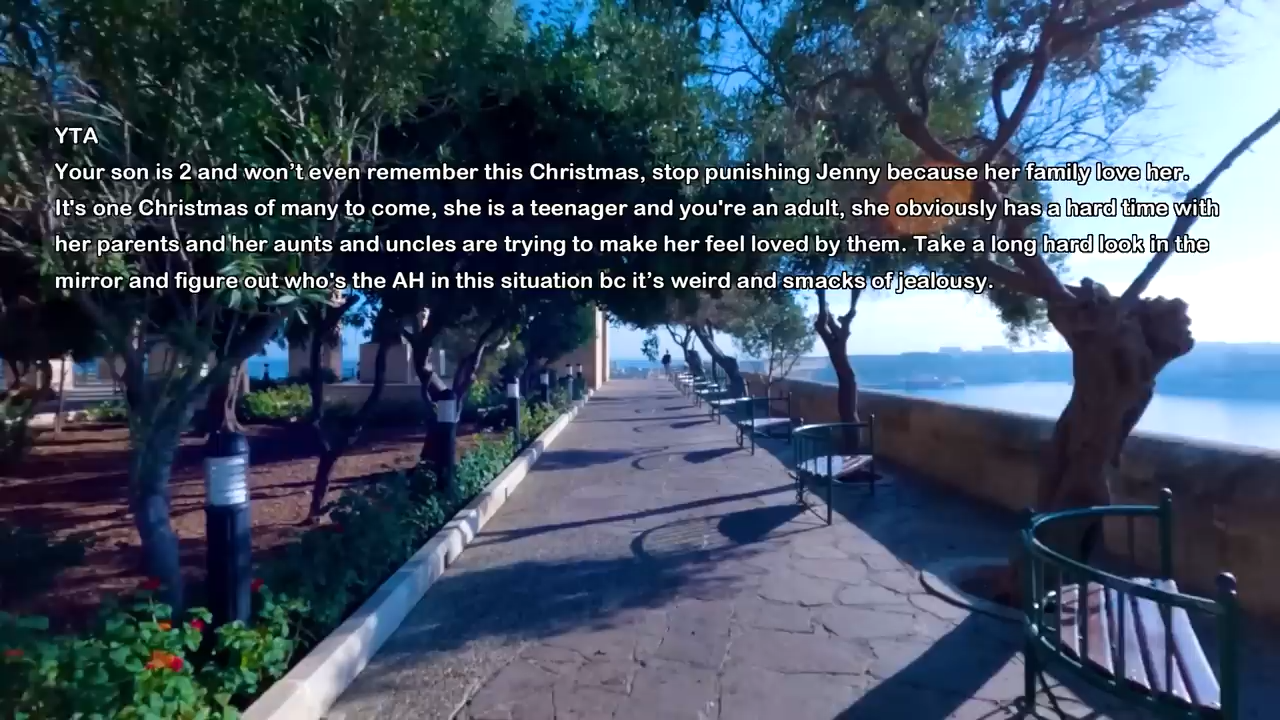 YTA
Your son is 2 and won’t even remember this Christmas, stop punishing Jenny because her family love her.
It's one Christmas of many to come, she is a teenager and you're an adult, she obviously has a hard time with
her parents and her aunts and uncles are trying to make her feel loved by them. Take a long hard look in the
mirror and figure out who's the AH in this situation bc it’s weird and smacks of jealousy.